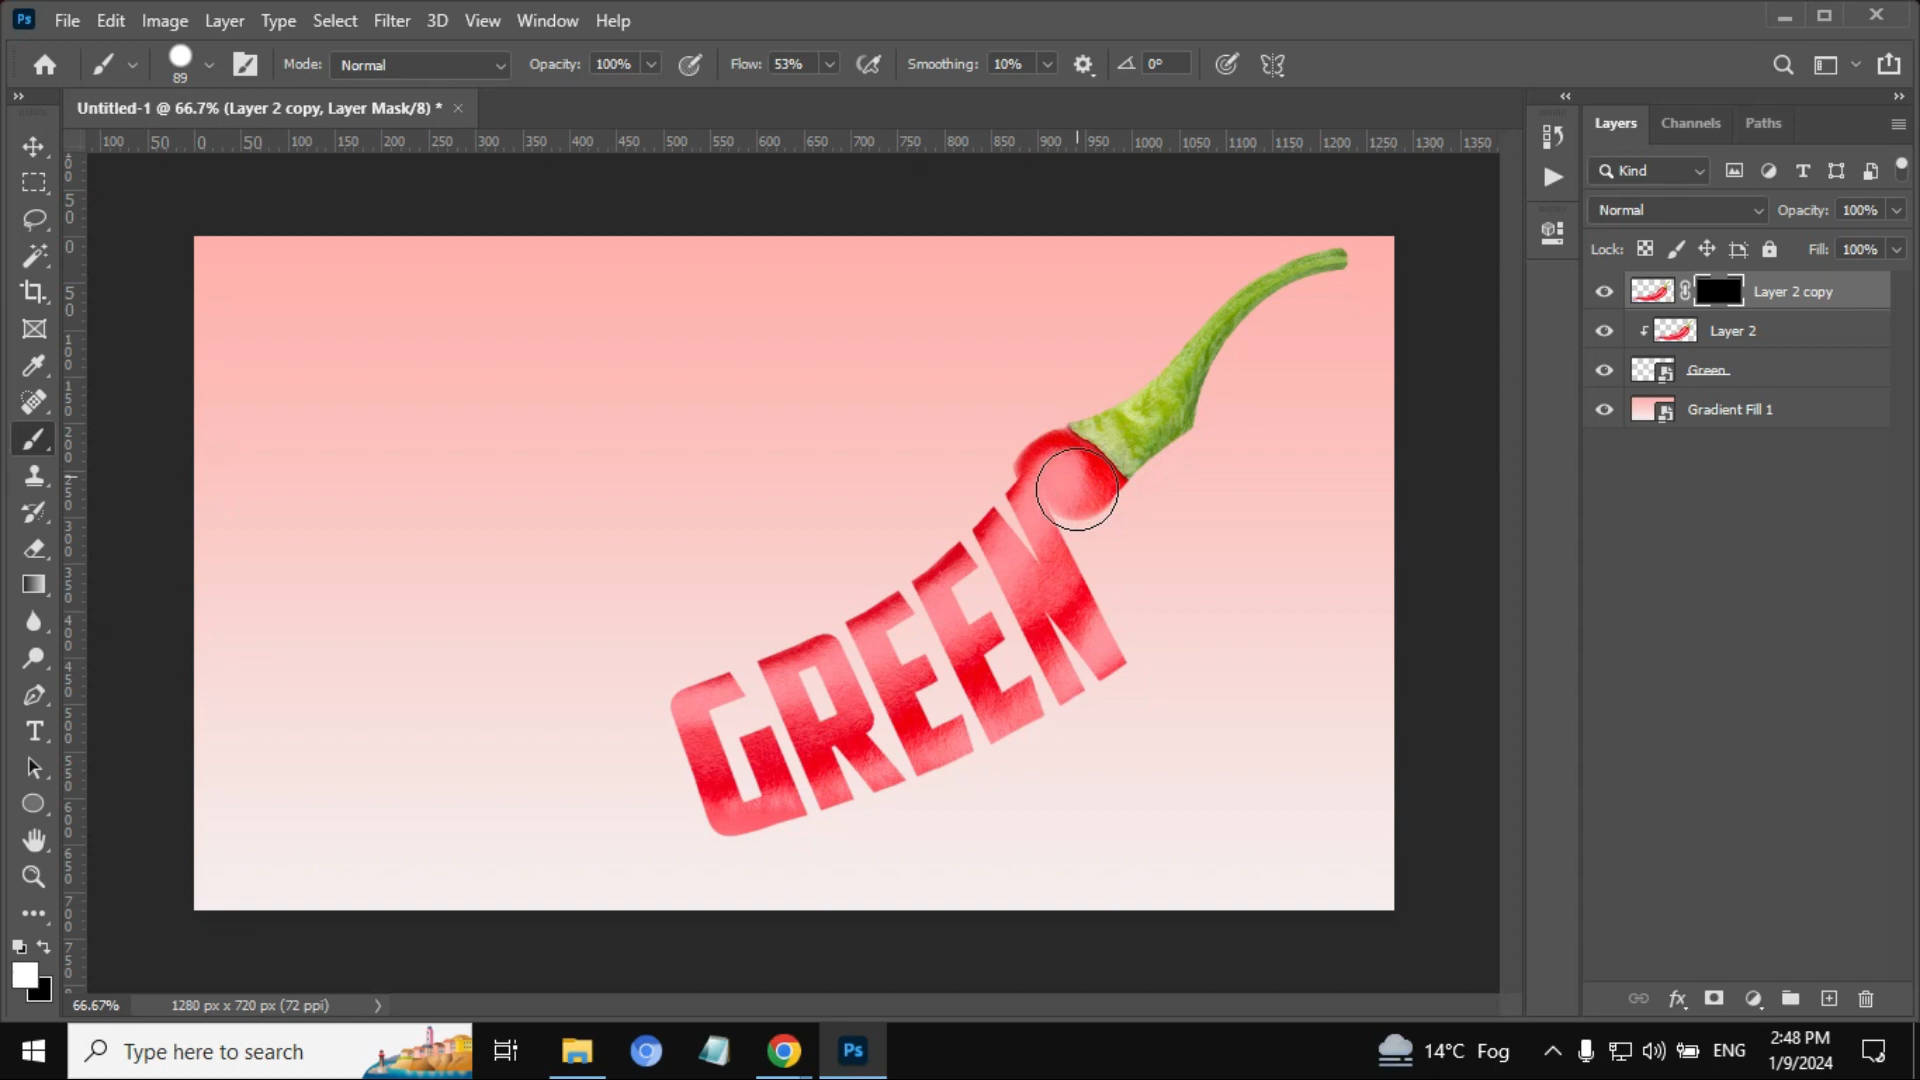 Ps File Edit Image Layer Type Select Filter 3D View Window Help
89 Mode: Normal Opacity: 100% Flow: 53% Smoothing: 10% 0°
Untitled-1 @ 66.7% (Layer 2 copy, Layer Mask/8) *
100 50 0 50 100 150 200 250 300 350 400 450 500 550 600 650 700 750 800 850 900 950 1000 1050 1100 1150 1200 1250 1300 1350
Layers Channels Paths
Kind
Normal Opacity: 100%
Lock: Fill: 100%
Layer 2 copy
Layer 2
Green
Gradient Fill 1
GREEN
66.67% 1280 px x 720 px (72 ppi)
Type here to search
Ps
14°C Fog
ENG
2:48 PM
1/9/2024